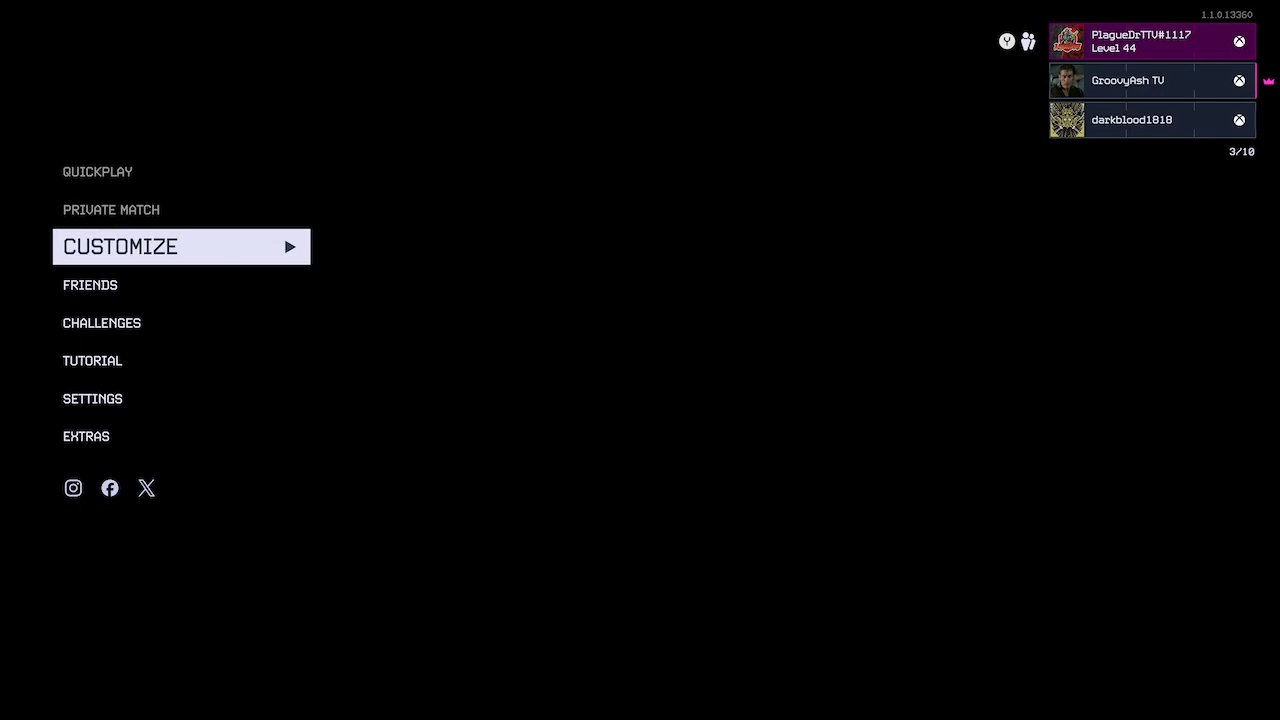 1.1.0.13360
PlagueDrTTV#1117
Level 44
GroovyAsh TV
darkblood1818
3/10
QUICKPLAY
PRIVATE MATCH
CUSTOMIZE
FRIENDS
CHALLENGES
TUTORIAL
SETTINGS
EXTRAS